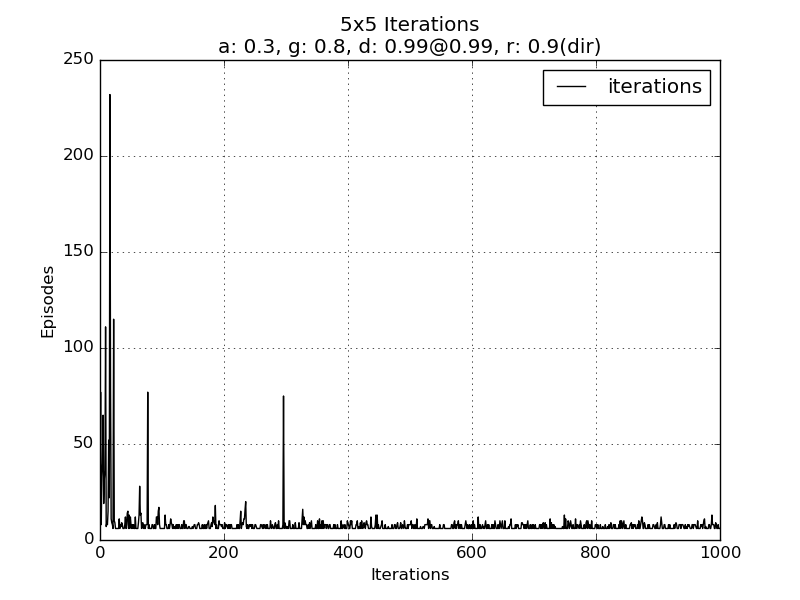 5x5 Iterations
a: 0.3, g: 0.8, d: 0.99@0.99, r: 0.9(dir)
iterations
250
200
150
100
50
0
Episodes
0 200 400 600 800 1000
Iterations